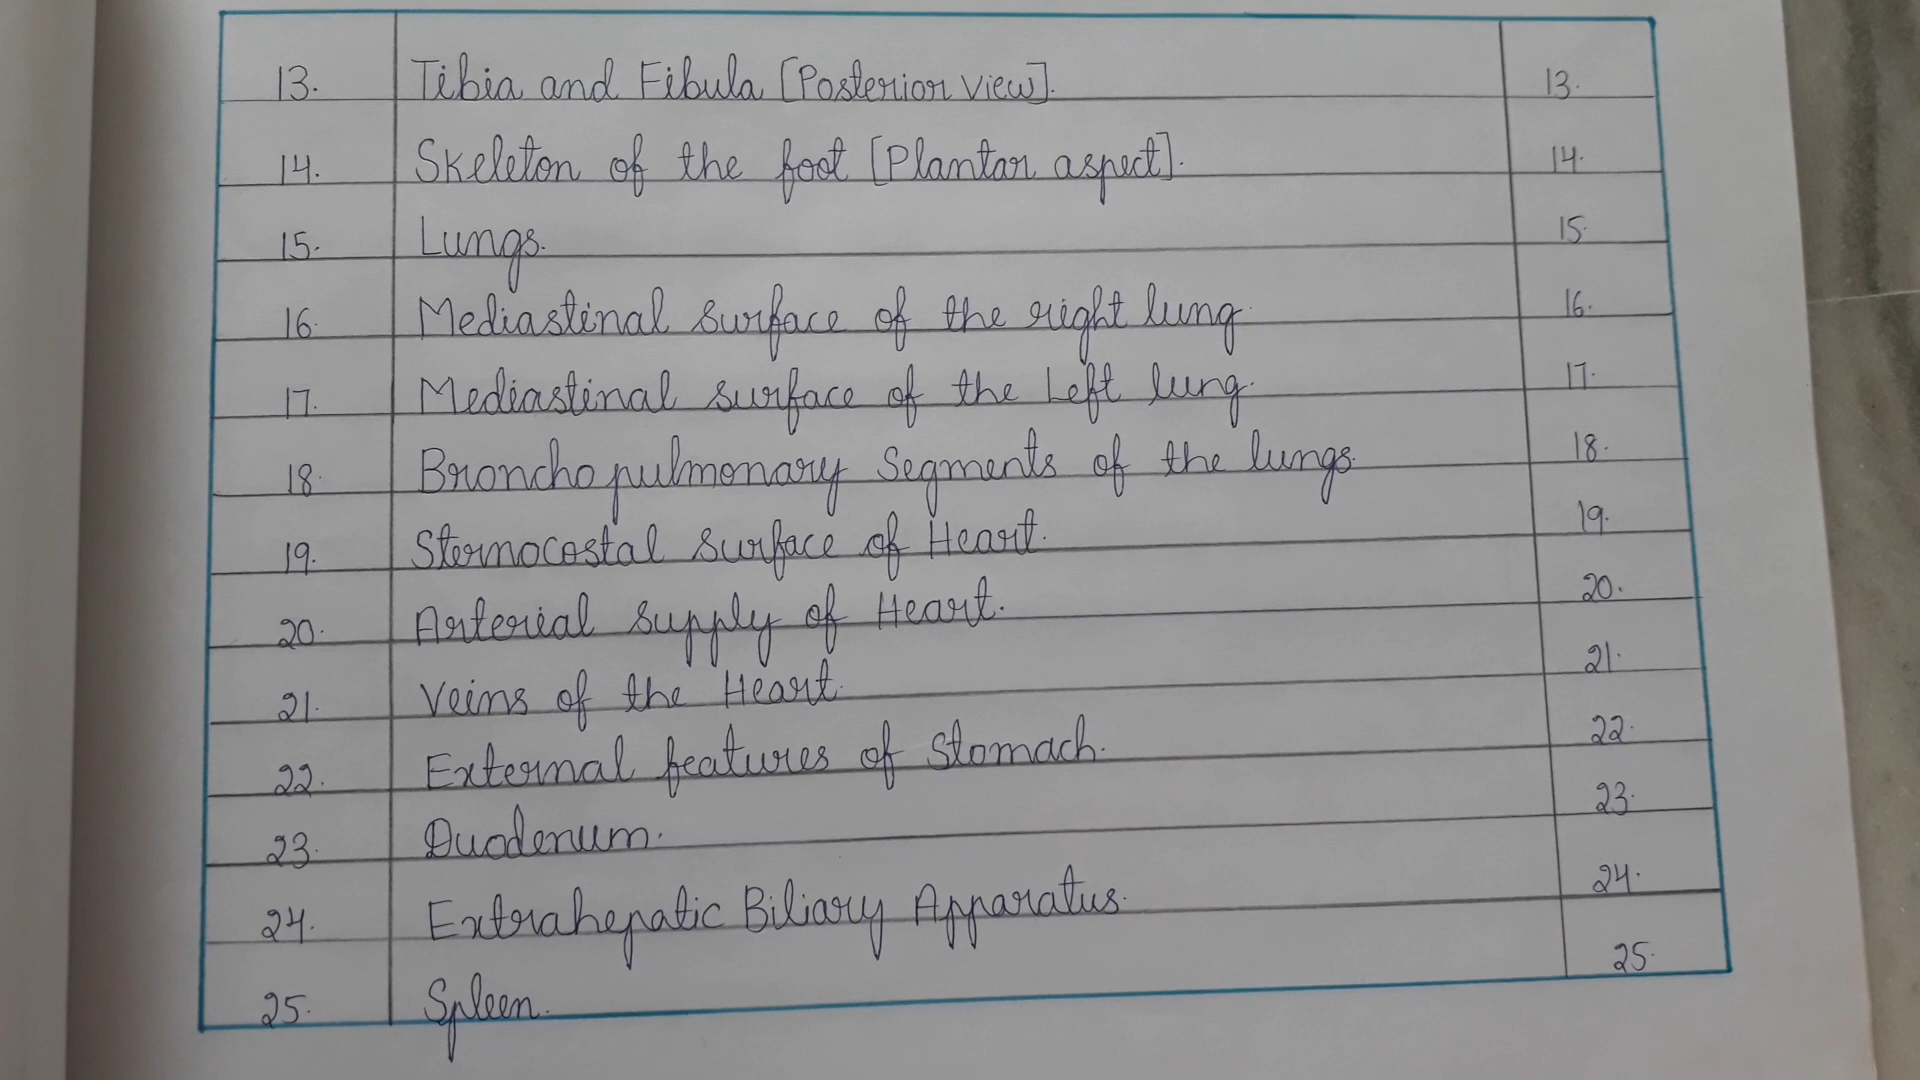 13. Tibia and Fibula [Posterior view]. 13.
14. Skeleton of the foot [Plantar aspect]. 14.
15. Lungs. 15.
16. Mediastinal surface of the right lung. 16.
17. Mediastinal surface of the Left lung. 17.
18. Bronchopulmonary Segments of the lungs. 18.
19. Sternocostal surface of Heart. 19.
20. Arterial supply of Heart. 20.
21. Veins of the Heart. 21.
22. External features of Stomach. 22.
23. Duodenum. 23.
24. Extrahepatic Biliary Apparatus. 24.
25. Spleen. 25.